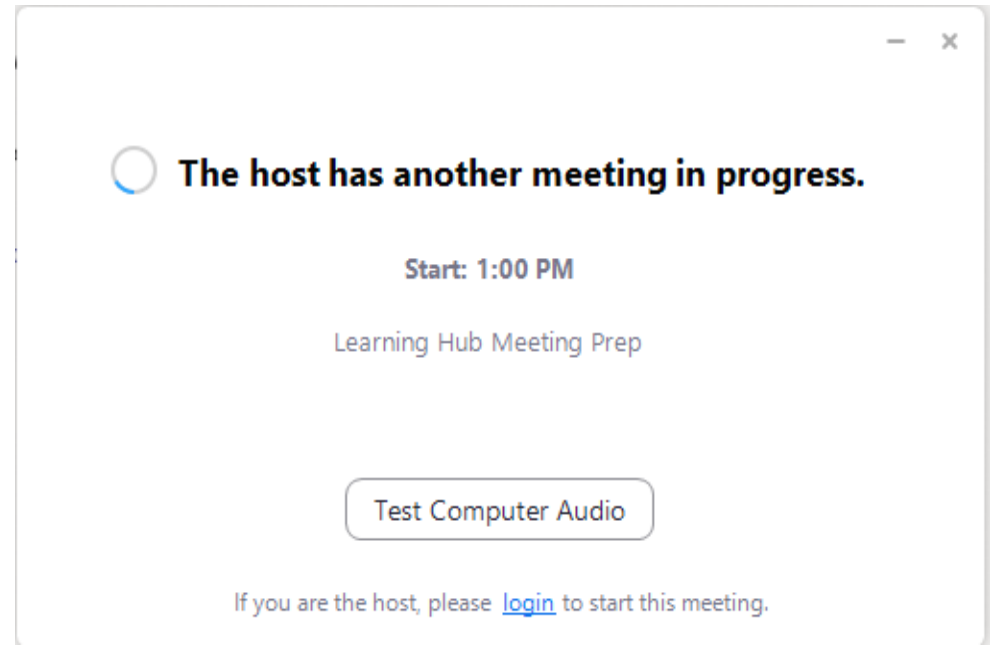 The host has another meeting in progress.
Start: 1:00 PM
Learning Hub Meeting Prep
Test Computer Audio
If you are the host, please login to start this meeting.